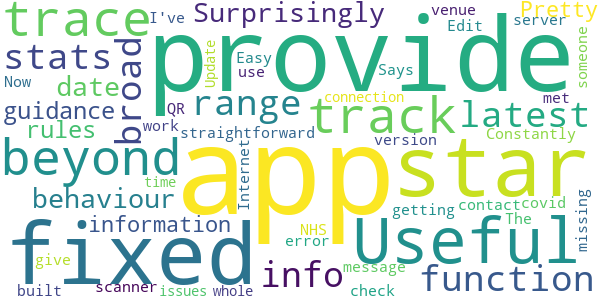 trace
I've
Surprisingly
venue
Pretty
Edit
server
stats
broad
provide
someone
Now
date
Update
Easy
use
Says
QR
range
connection
met
guidance
track
latest
rules
work
straightforward
version
Constantly
beyond
app
star
Internet
time
behaviour
getting
contact
covid
missing
information
NHS
The
fixed
error
Useful
give
info
message
function
built
scanner
issues
whole
check